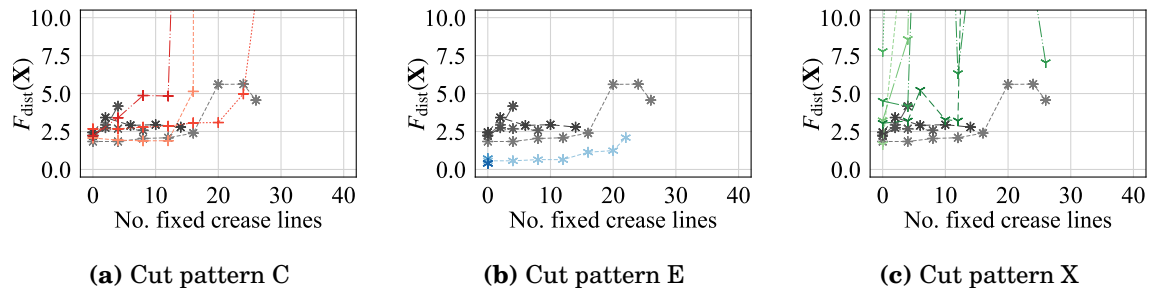 10.0
7.5
5.0
2.5
0.0
F_dist(X)
0 10 20 30 40
No. fixed crease lines
(a) Cut pattern C
10.0
7.5
5.0
2.5
0.0
F_dist(X)
0 10 20 30 40
No. fixed crease lines
(b) Cut pattern E
10.0
7.5
5.0
2.5
0.0
F_dist(X)
0 10 20 30 40
No. fixed crease lines
(c) Cut pattern X